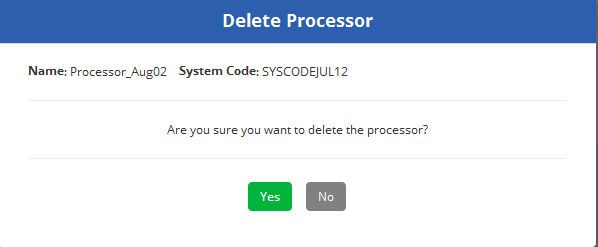 Delete Processor
Name: Processor_Aug02 System Code: SYSCODEJUL12
Are you sure you want to delete the processor?
Yes No